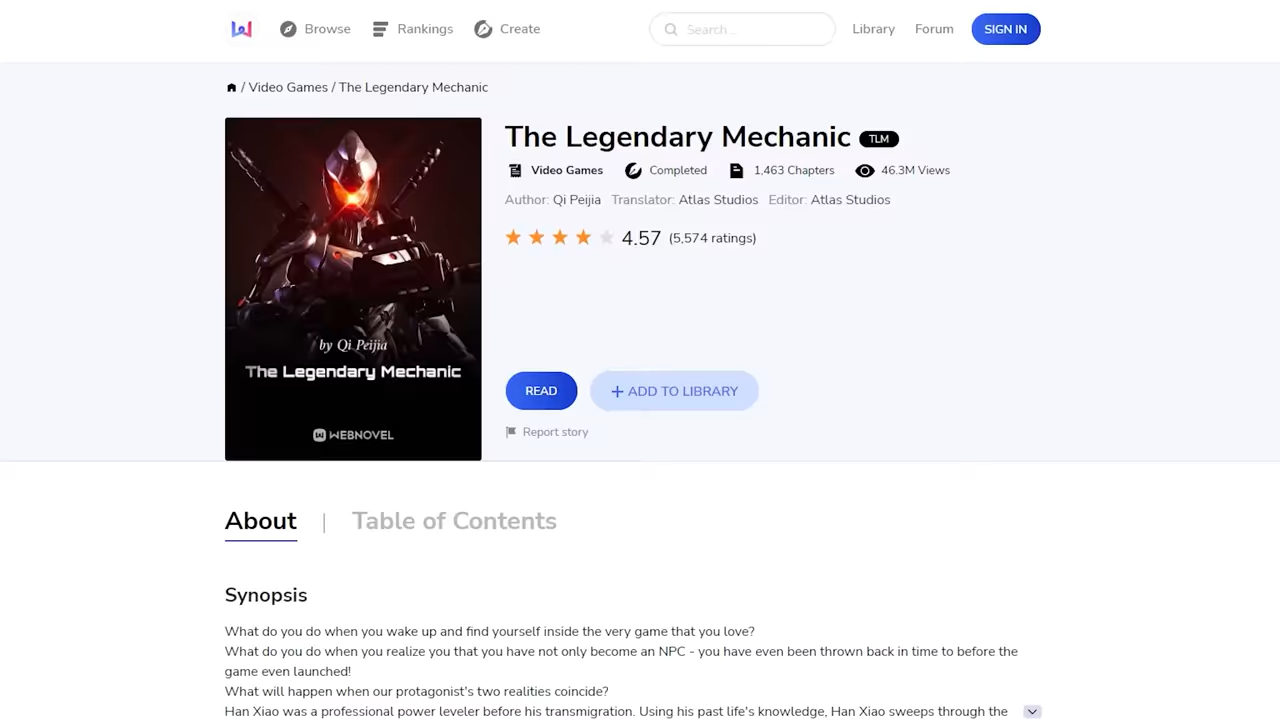 Browse
Rankings
Create
Search...
Library
Forum
SIGN IN
/ Video Games / The Legendary Mechanic
by Qi Peijia
The Legendary Mechanic
WEBNOVEL
The Legendary Mechanic TLM
Video Games Completed 1,463 Chapters 46.3M Views
Author: Qi Peijia Translator: Atlas Studios Editor: Atlas Studios
4.57 (5,574 ratings)
READ
+ ADD TO LIBRARY
Report story
About | Table of Contents
Synopsis
What do you do when you wake up and find yourself inside the very game that you love?
What do you do when you realize you that you have not only become an NPC - you have even been thrown back in time to before the
game even launched!
What will happen when our protagonist's two realities coincide?
Han Xiao was a professional power leveler before his transmigration. Using his past life's knowledge, Han Xiao sweeps through the